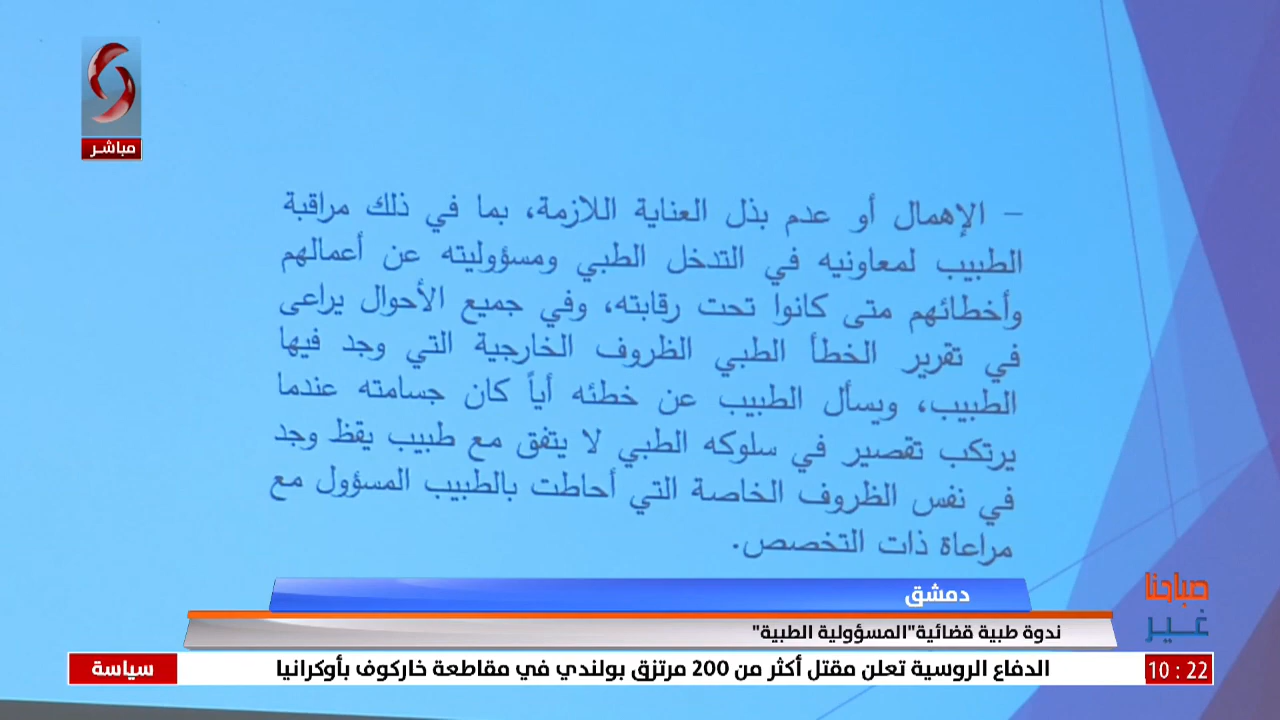 مباشر
– الإهمال أو عدم بذل العناية اللازمة، بما في ذلك مراقبة
الطبيب لمعاونيه في التدخل الطبي ومسؤوليته عن أعمالهم
وأخطائهم متى كانوا تحت رقابته، وفي جميع الأحوال يراعى
في تقرير الخطأ الطبي الظروف الخارجية التي وجد فيها
الطبيب، ويسأل الطبيب عن خطئه أياً كان جسامته عندما
يرتكب تقصير في سلوكه الطبي لا يتفق مع طبيب يقظ وجد
في نفس الظروف الخاصة التي أحاطت بالطبيب المسؤول مع
مراعاة ذات التخصص.
دمشق
صباحنا
غير
ندوة طبية قضائية"المسؤولية الطبية"
10 : 22
الدفاع الروسية تعلن مقتل أكثر من 200 مرتزق بولندي في مقاطعة خاركوف بأوكرانيا
سياسة